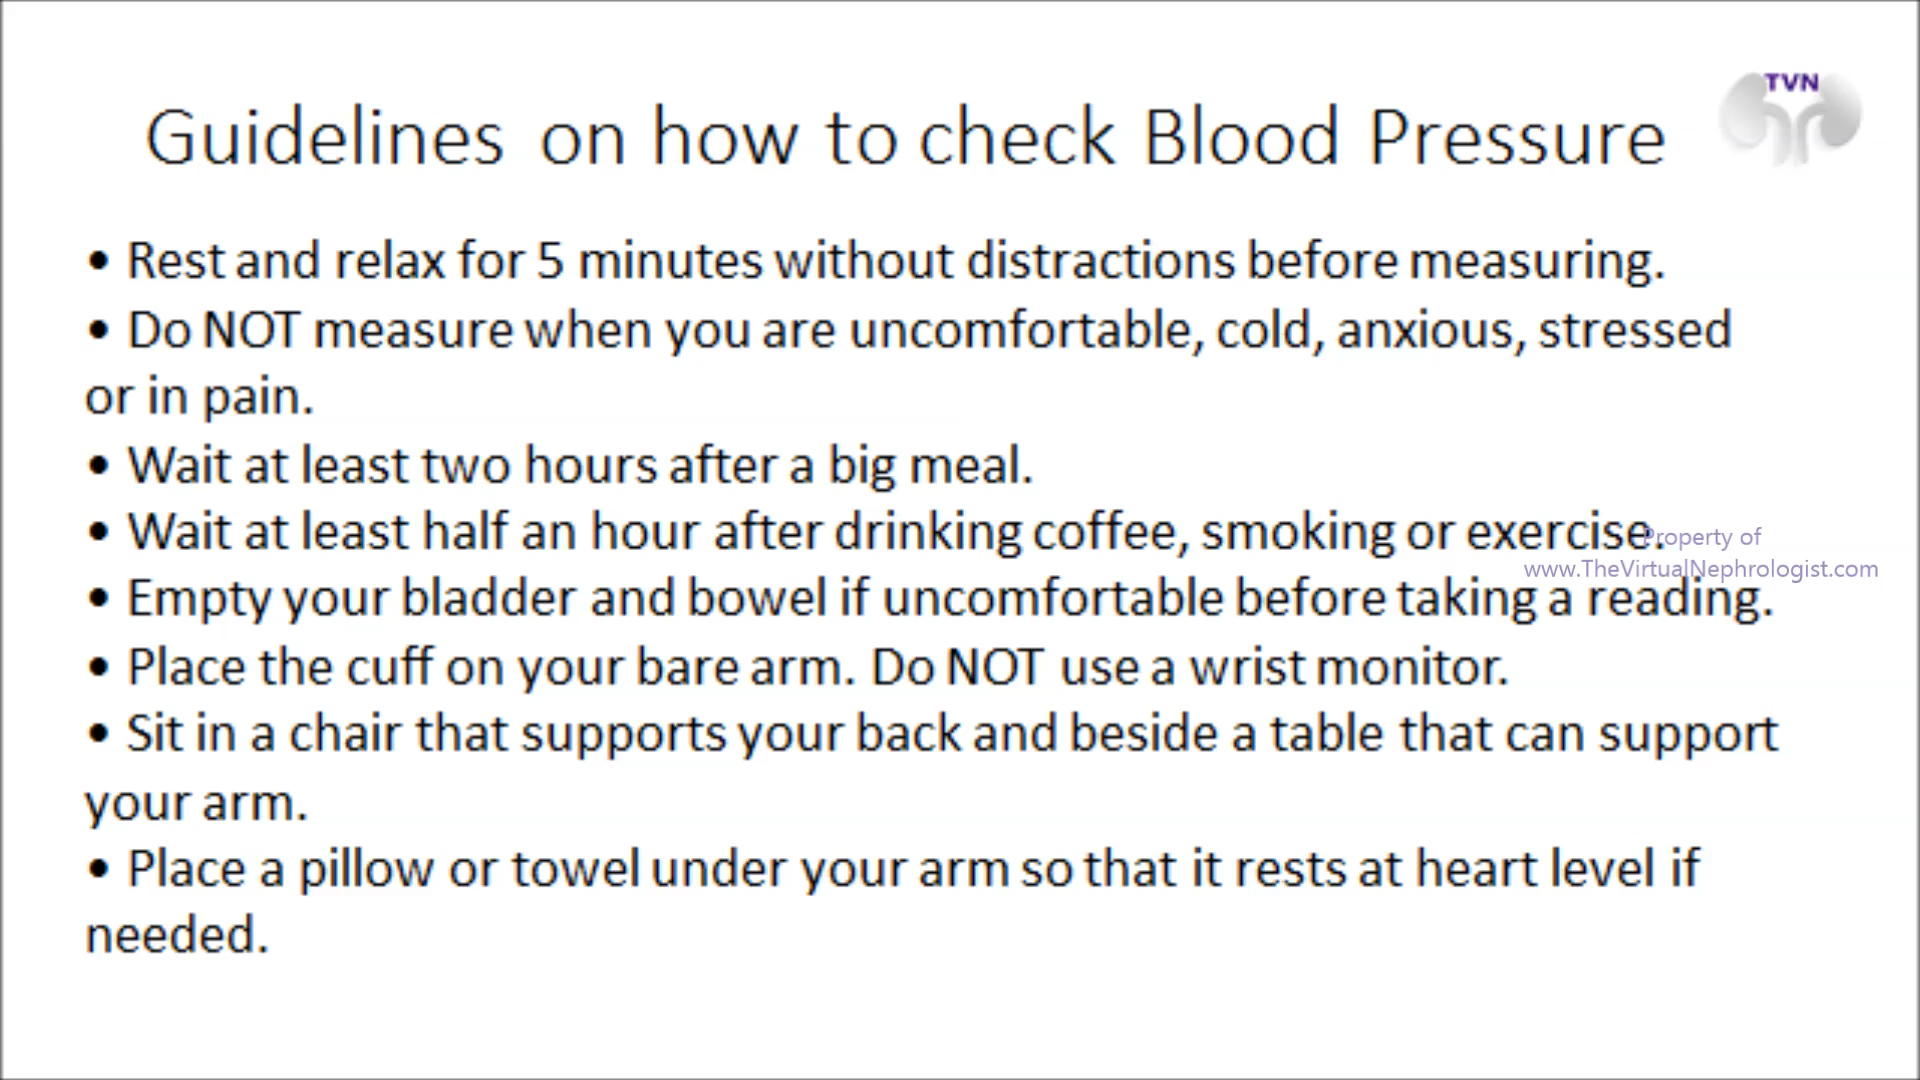 TVN
Guidelines on how to check Blood Pressure
• Rest and relax for 5 minutes without distractions before measuring.
• Do NOT measure when you are uncomfortable, cold, anxious, stressed
or in pain.
• Wait at least two hours after a big meal.
• Wait at least half an hour after drinking coffee, smoking or exercise.
Property of
www.TheVirtualNephrologist.com
• Empty your bladder and bowel if uncomfortable before taking a reading.
• Place the cuff on your bare arm. Do NOT use a wrist monitor.
• Sit in a chair that supports your back and beside a table that can support
your arm.
• Place a pillow or towel under your arm so that it rests at heart level if
needed.